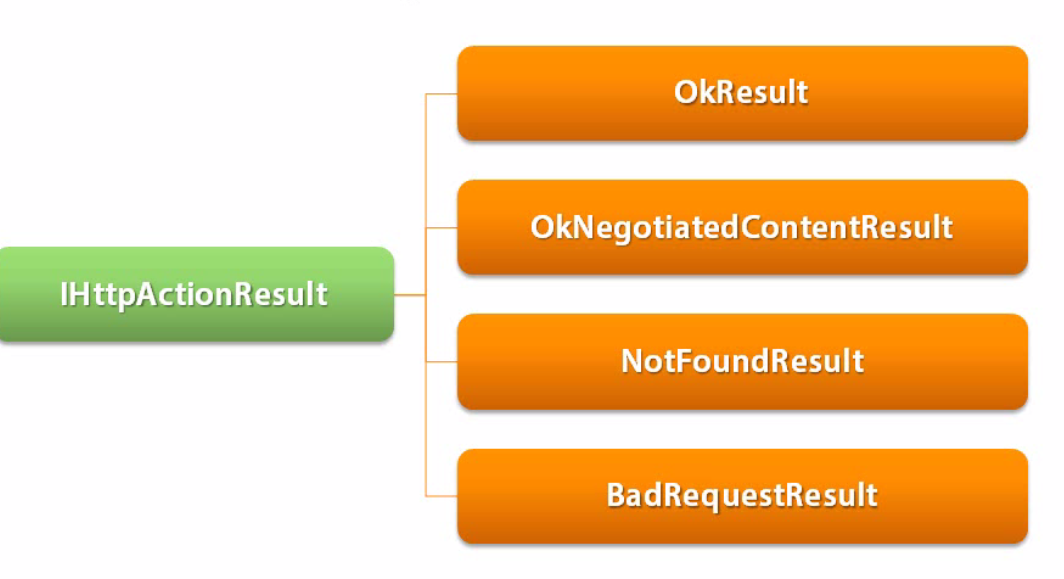 OkResult
OkNegotiatedContentResult
IHttpActionResult
NotFoundResult
BadRequestResult